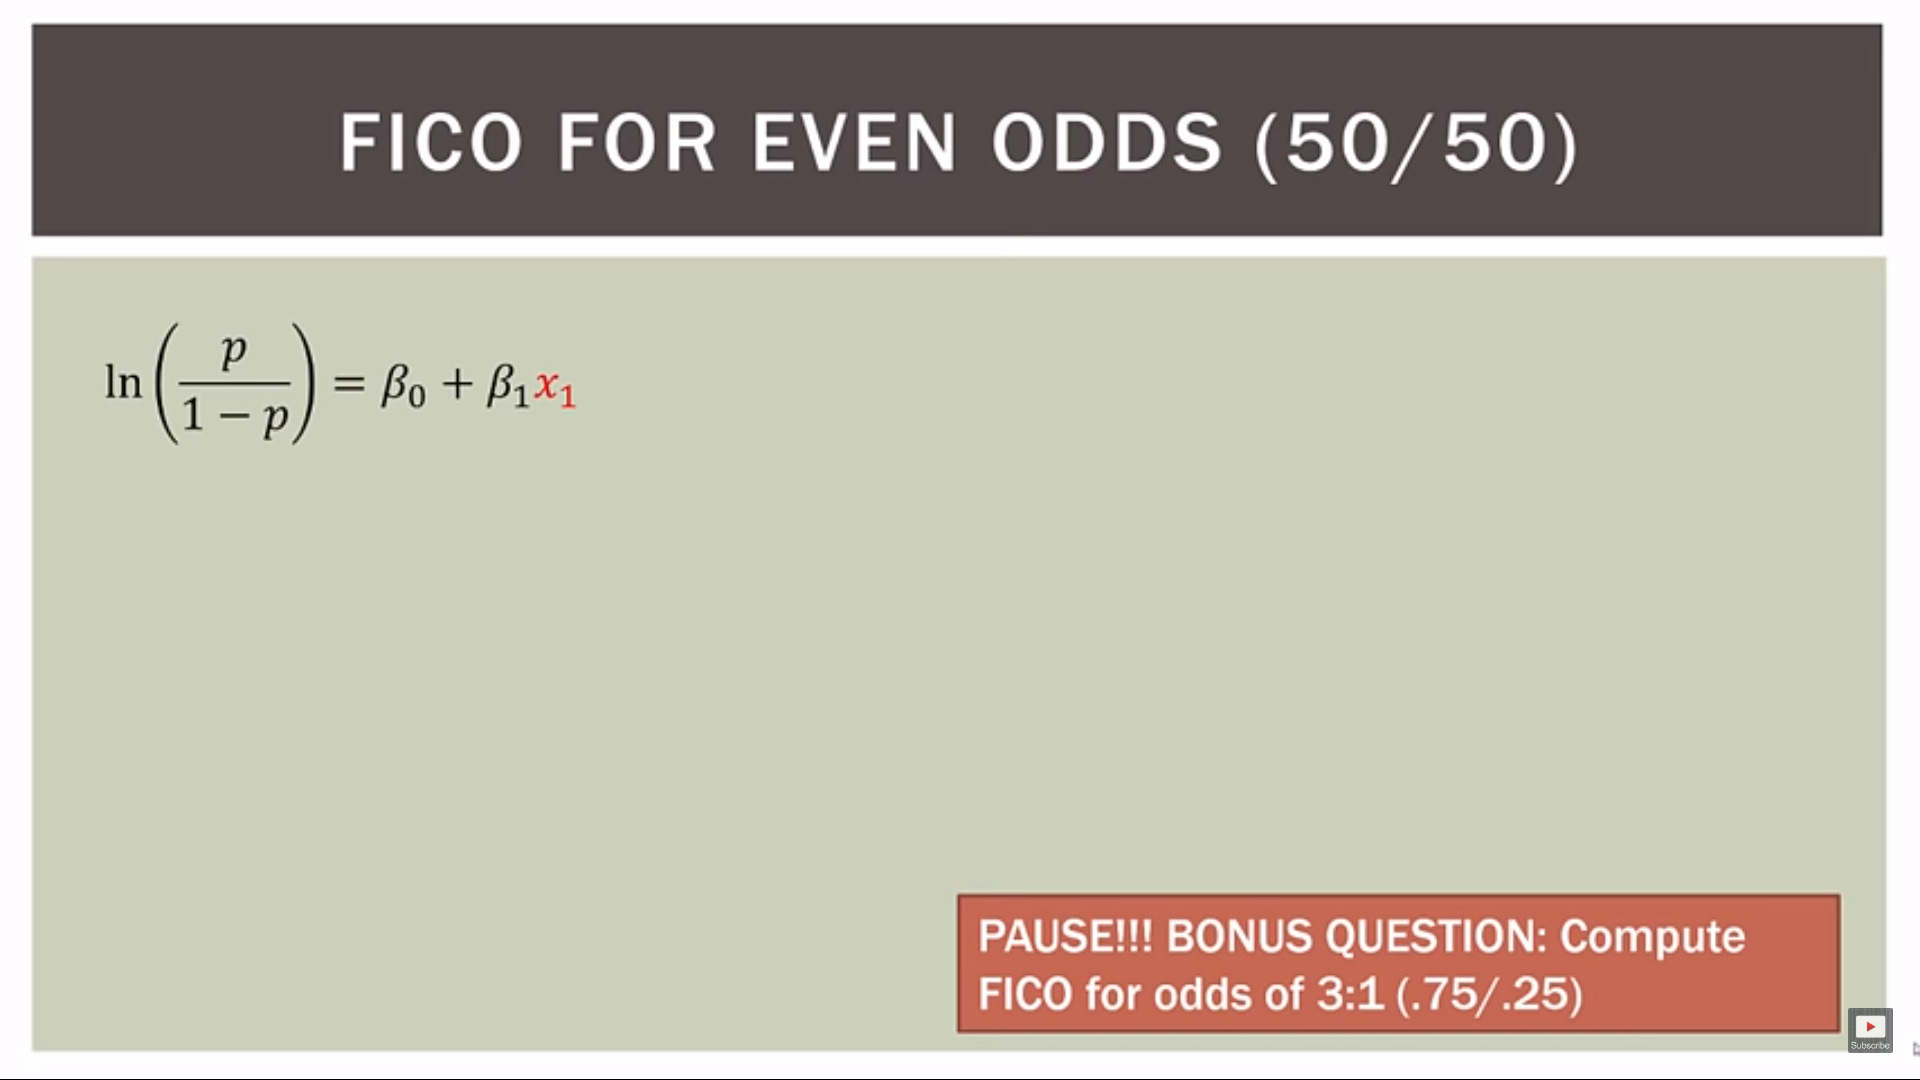 FICO FOR EVEN ODDS (50/50)
ln(p/(1 − p)) = β₀ + β₁x₁
PAUSE!!! BONUS QUESTION: Compute
FICO for odds of 3:1 (.75/.25)
Subscribe